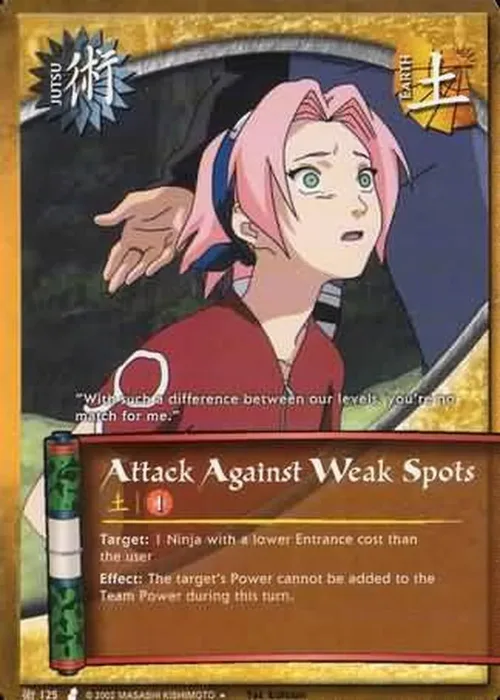 JUTSU 術
EARTH 土
"With such a difference between our levels, you're no
match for me."
Attack Against Weak Spots
土 1
Target: 1 Ninja with a lower Entrance cost than
the user
Effect: The target's Power cannot be added to the
Team Power during this turn.
術 125 © 2002 MASASHI KISHIMOTO 1st Edition